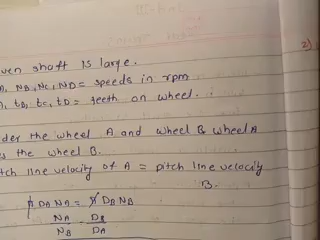 ven shaft is large.
A, NB, NC, ND = speeds in rpm
A, tB, tC, tD = teeth on wheel.
der the wheel A and wheel B wheel A
s the wheel B.
tch line velocity of A = pitch line velocity
B.
π DA NA = π DB NB
NA = DB
NB DA
2)